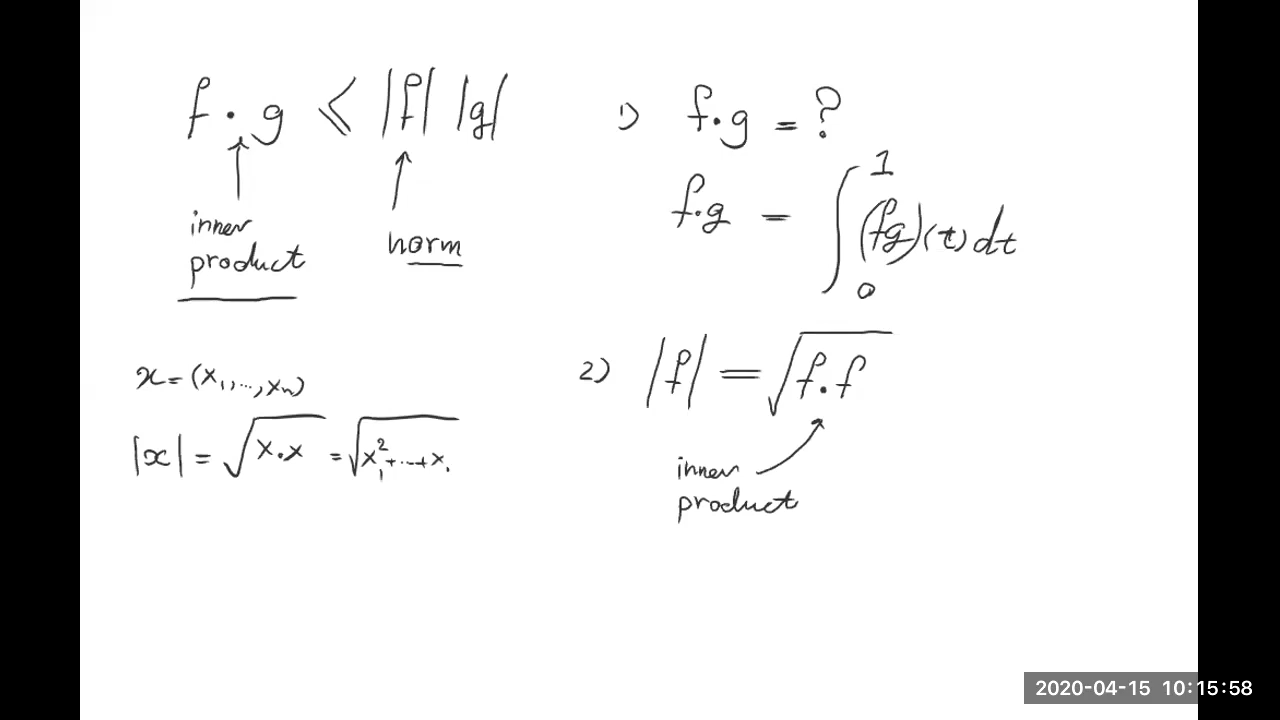 f · g ⩽ |f| |g|
inner
product
norm
x = (x₁, ..., xₙ)
|x| = √(x·x) = √(x₁² + ... + x
1) f·g = ?
f·g = ∫₀¹ (fg)(t) dt
2) |f| = √(f·f)
inner
product
2020-04-15 10:15:58